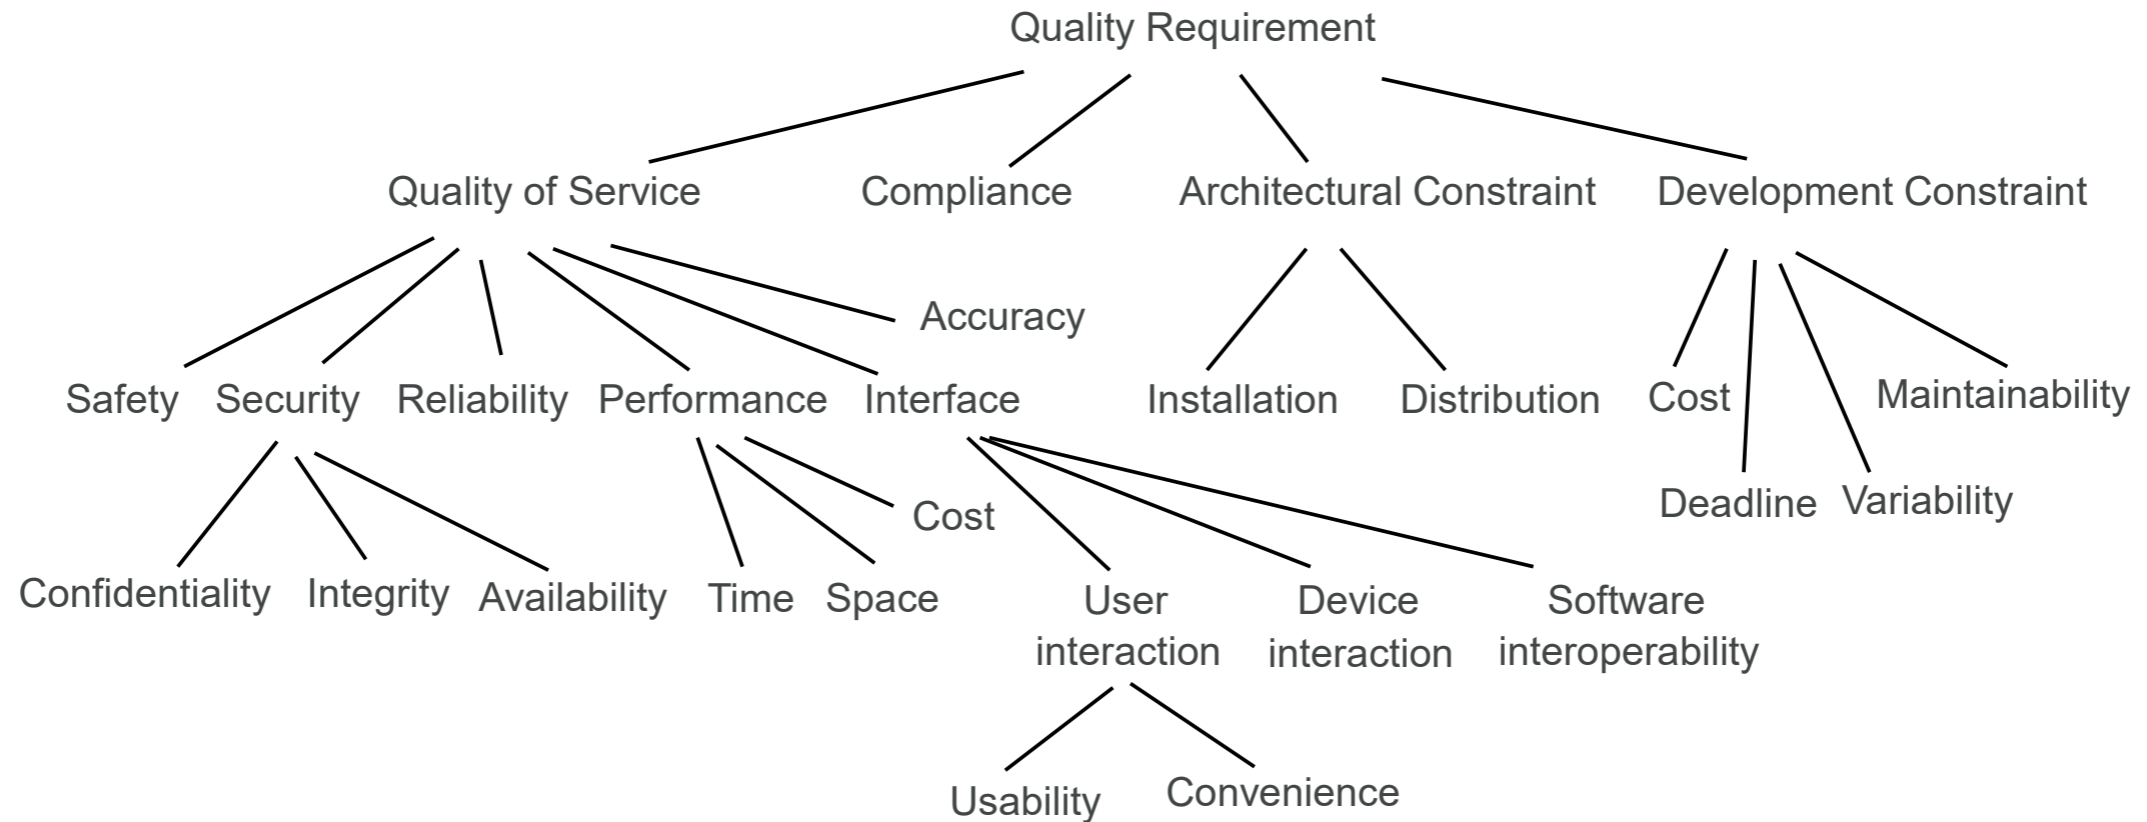 Quality Requirement
Quality of Service
Compliance
Architectural Constraint
Development Constraint
Accuracy
Safety
Security
Reliability
Performance
Interface
Installation
Distribution
Cost
Maintainability
Cost
Deadline
Variability
Confidentiality
Integrity
Availability
Time
Space
User
interaction
Device
interaction
Software
interoperability
Usability
Convenience